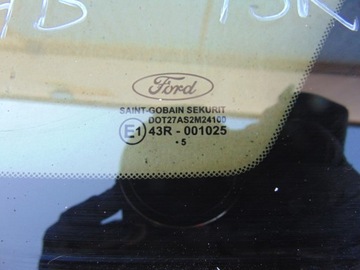 Ford
SAINT-GOBAIN SEKURIT
DOT27AS2M24100
E1 43R - 001025
• 5